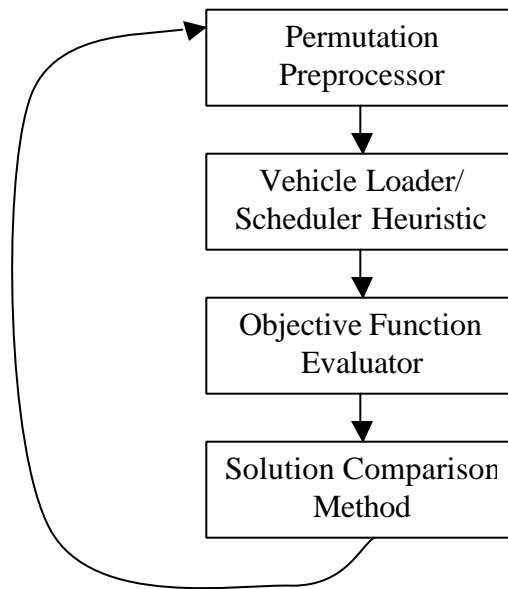 Permutation
Preprocessor
Vehicle Loader/
Scheduler Heuristic
Objective Function
Evaluator
Solution Comparison
Method